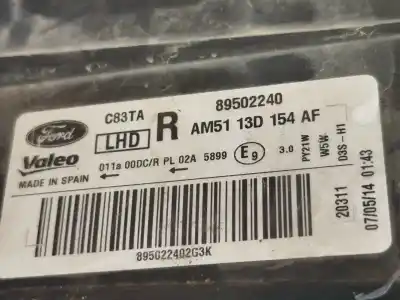 Ford
C83TA
89502240
LHD
R
AM51 13D 154 AF
Valeo
011a 00DC/R PL 02A 5899
E9
3.0
PY21W
W5W
D3S-H1
MADE IN SPAIN
20311
07/05/14 01:43
89502240263K